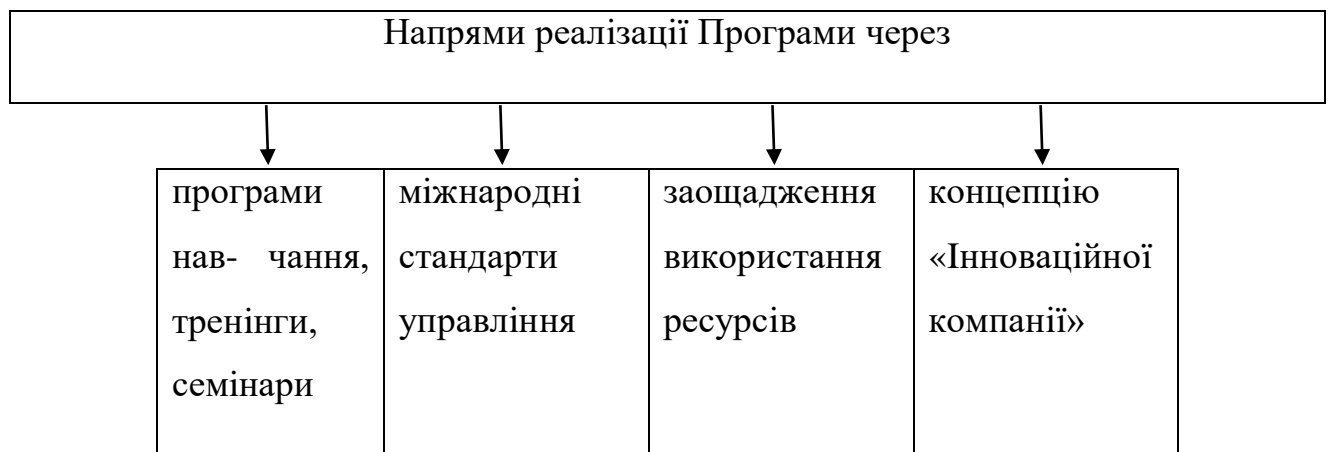 Напрями реалізації Програми через
програми
нав- чання,
тренінги,
семінари
міжнародні
стандарти
управління
заощадження
використання
ресурсів
концепцію
«Інноваційної
компанії»